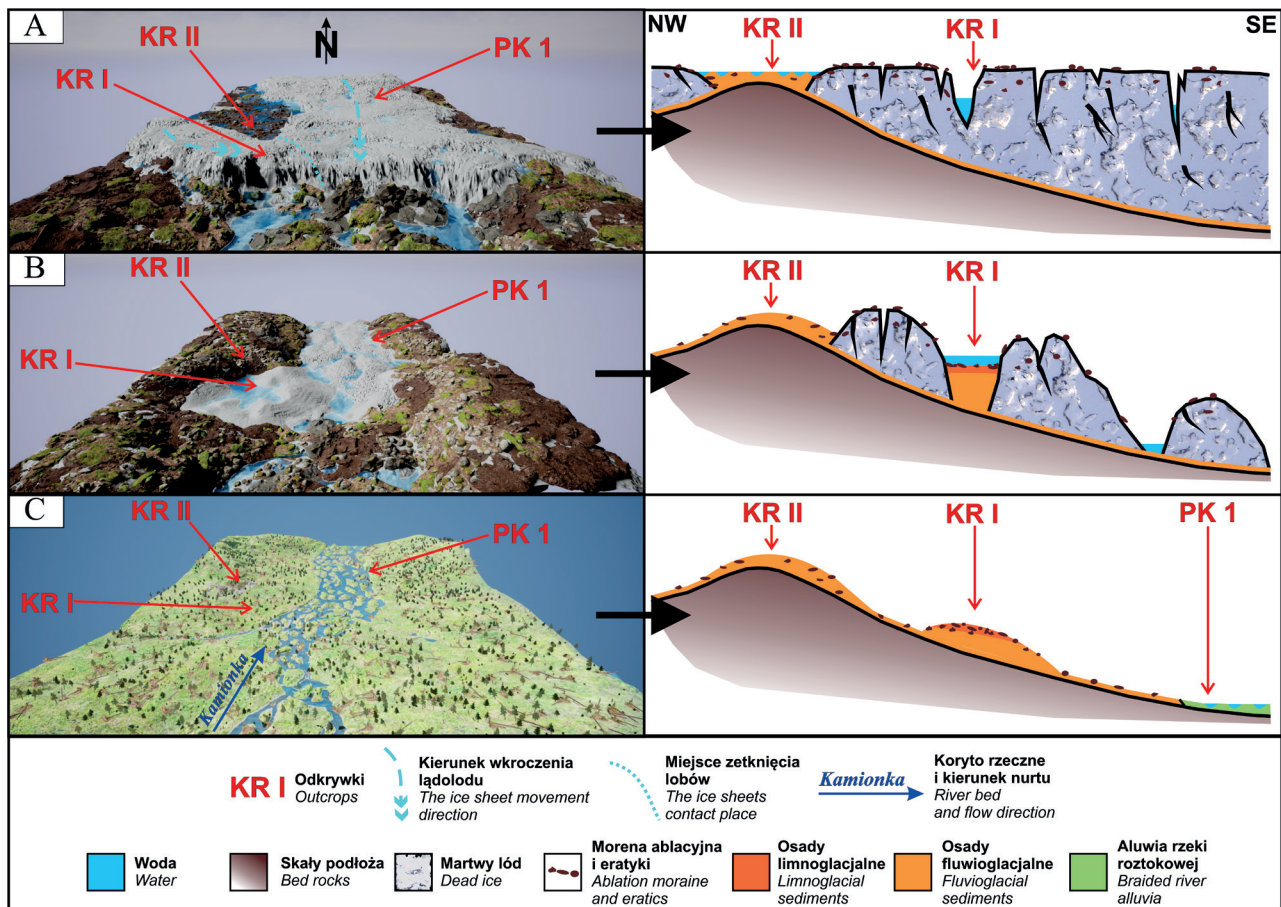 A
KR II
N
PK 1
KR I
NW
SE
KR II
KR I
B
KR II
PK 1
KR I
KR II
KR I
C
KR II
PK 1
KR I
Kamionka
KR II
KR I
PK 1
KR I
Odkrywki
Outcrops
Kierunek wkroczenia
lądolodu
The ice sheet movement
direction
Miejsce zetknięcia
lobów
The ice sheets
contact place
Kamionka
Koryto rzeczne
i kierunek nurtu
River bed
and flow direction
Woda
Water
Skały podłoża
Bed rocks
Martwy lód
Dead ice
Morena ablacyjna
i eratyki
Ablation moraine
and eratics
Osady
limnoglacjalne
Limnoglacial
sediments
Osady
fluwioglacjalne
Fluvioglacial
sediments
Aluwia rzeki
roztokowej
Braided river
alluvia